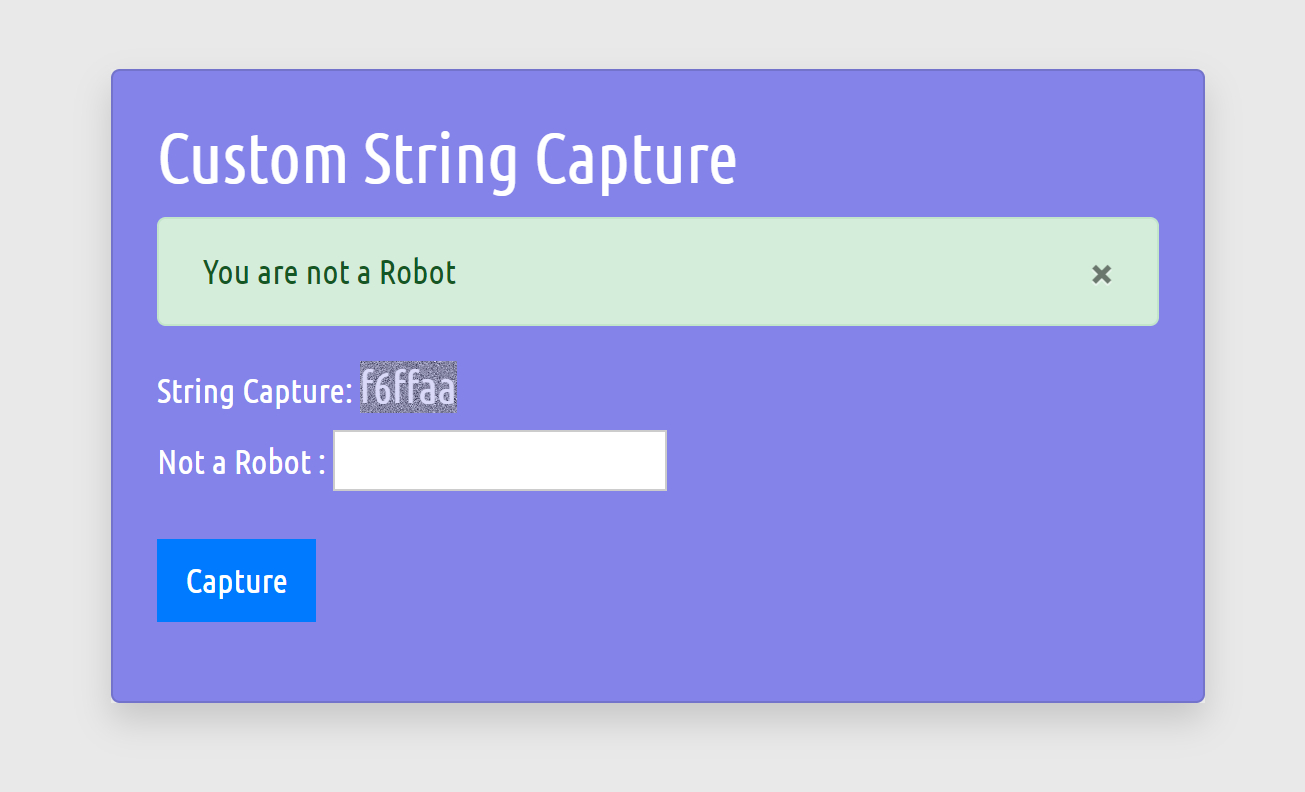 Custom String Capture
You are not a Robot ×
String Capture: f6ffaa
Not a Robot :
Capture